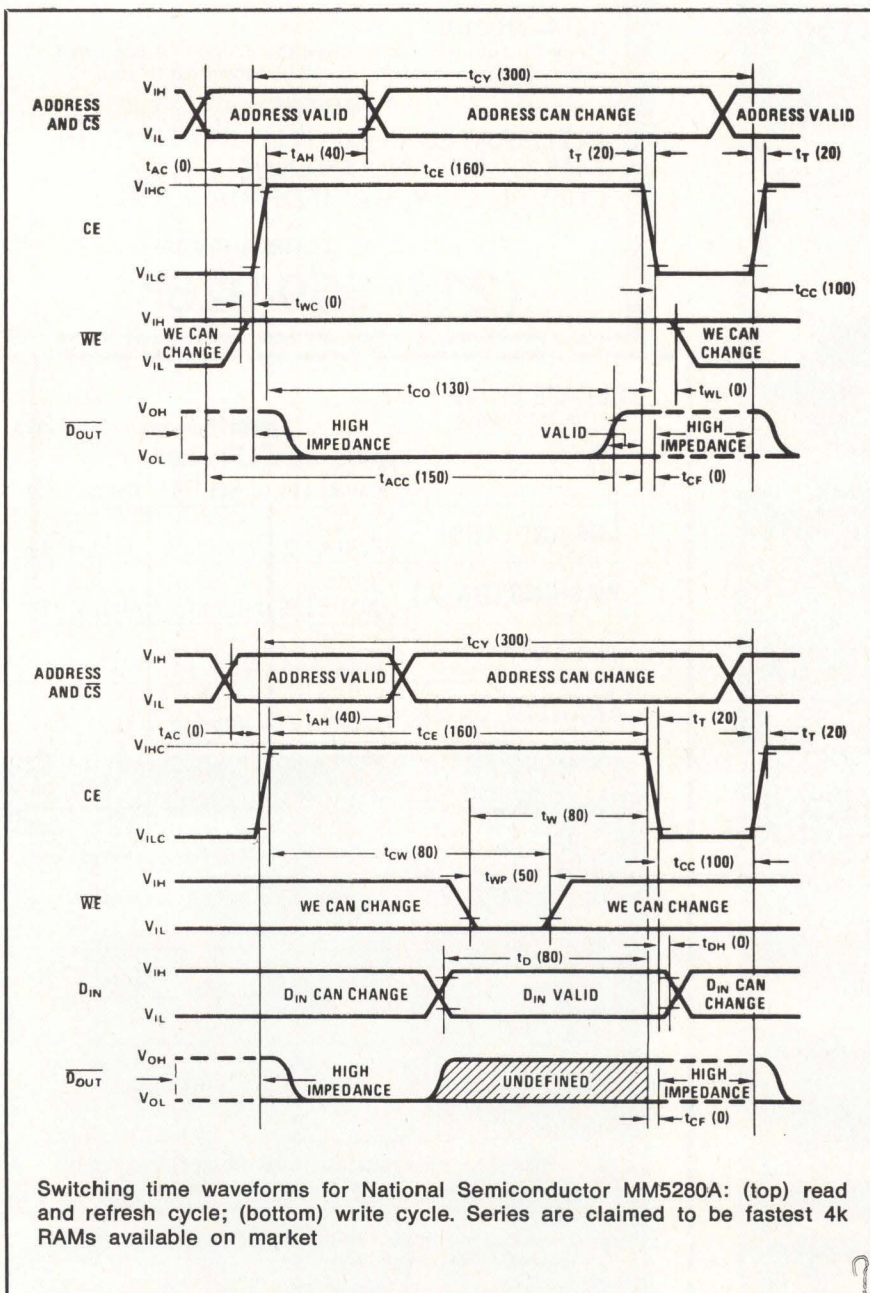 tCY (300)
VIH
ADDRESS AND CS
ADDRESS VALID
ADDRESS CAN CHANGE
ADDRESS VALID
VIL
tAH (40)
tT (20)
tT (20)
tAC (0)
tCE (160)
VIHC
CE
VILC
tCC (100)
tWC (0)
VIH
WE
WE CAN CHANGE
WE CAN CHANGE
VIL
tWL (0)
tCO (130)
VOH
DOUT
HIGH IMPEDANCE
VALID
HIGH IMPEDANCE
VOL
tACC (150)
tCF (0)
tCY (300)
VIH
ADDRESS AND CS
ADDRESS VALID
ADDRESS CAN CHANGE
VIL
tAH (40)
tT (20)
tT (20)
tAC (0)
tCE (160)
VIHC
CE
tW (80)
VILC
tCW (80)
tCC (100)
tWP (50)
VIH
WE
WE CAN CHANGE
WE CAN CHANGE
VIL
tDH (0)
tD (80)
VIH
DIN
DIN CAN CHANGE
DIN VALID
DIN CAN CHANGE
VIL
VOH
DOUT
HIGH IMPEDANCE
UNDEFINED
HIGH IMPEDANCE
VOL
tCF (0)
Switching time waveforms for National Semiconductor MM5280A: (top) read
and refresh cycle; (bottom) write cycle. Series are claimed to be fastest 4k
RAMs available on market